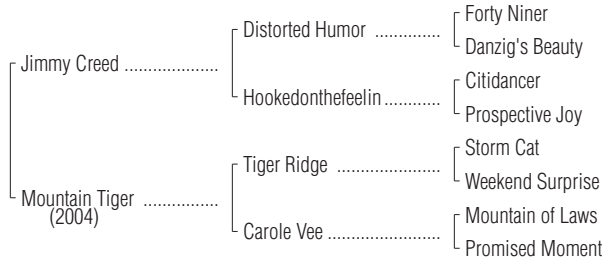 Forty Niner
Distorted Humor ..............
Danzig's Beauty
Jimmy Creed ....................
Citidancer
Hookedonthefeelin ............
Prospective Joy
Storm Cat
Tiger Ridge ......................
Weekend Surprise
Mountain Tiger ................
(2004)
Mountain of Laws
Carole Vee ........................
Promised Moment